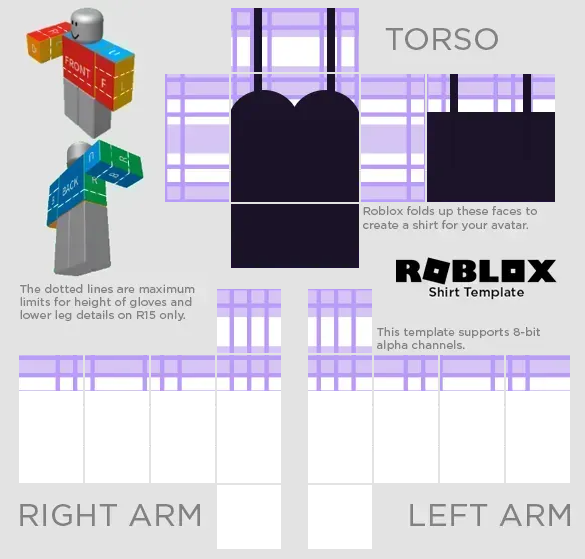 TORSO
FRONT
F
L
R
U
BACK
R
B
Roblox folds up these faces to
create a shirt for your avatar.
ROBLOX
Shirt Template
The dotted lines are maximum
limits for height of gloves and
lower leg details on R15 only.
This template supports 8-bit
alpha channels.
RIGHT ARM
LEFT ARM